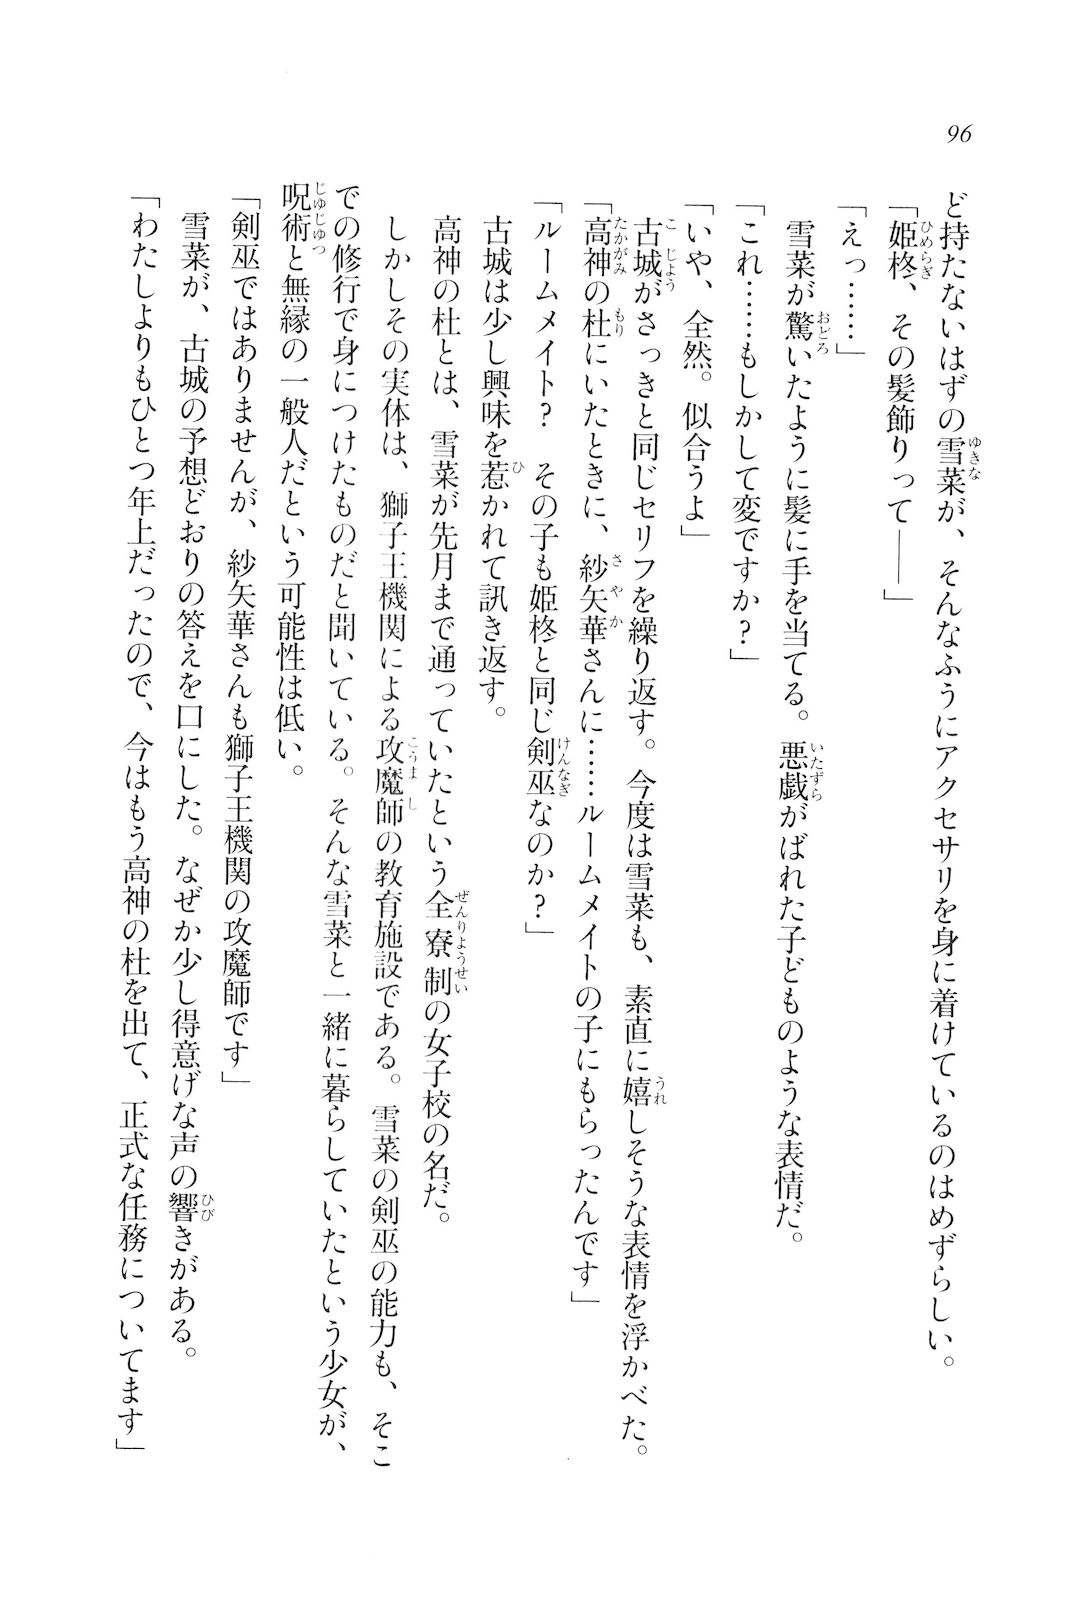 96
ど持たないはずの雪菜が、そんなふうにアクセサリを身に着けているのはめずらしい。
「姫柊、その髪飾りって――」
「えっ……」
雪菜が驚いたように髪に手を当てる。悪戯がばれた子どものような表情だ。
「これ……もしかして変ですか？」
「いや、全然。似合うよ」
古城がさっきと同じセリフを繰り返す。今度は雪菜も、素直に嬉しそうな表情を浮かべた。
「高神の杜にいたときに、紗矢華さんに……ルームメイトの子にもらったんです」
「ルームメイト？　その子も姫柊と同じ剣巫なのか？」
古城は少し興味を惹かれて訊き返す。
高神の杜とは、雪菜が先月まで通っていたという全寮制の女子校の名だ。
しかしその実体は、獅子王機関による攻魔師の教育施設である。雪菜の剣巫の能力も、そこ
での修行で身につけたものだと聞いている。そんな雪菜と一緒に暮らしていたという少女が、
呪術と無縁の一般人だという可能性は低い。
「剣巫ではありませんが、紗矢華さんも獅子王機関の攻魔師です」
雪菜が、古城の予想どおりの答えを口にした。なぜか少し得意げな声の響きがある。
「わたしよりもひとつ年上だったので、今はもう高神の杜を出て、正式な任務についてます」